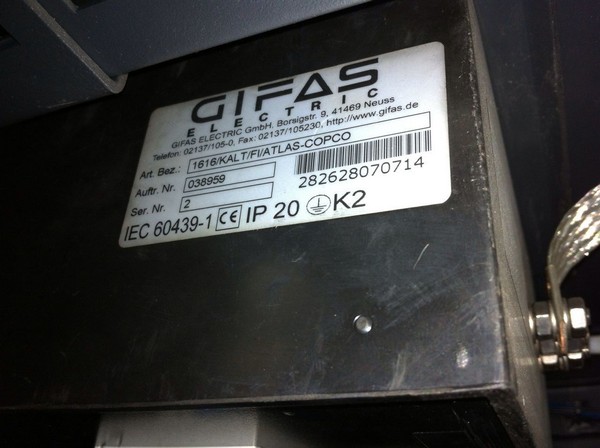 GIFAS
ELECTRIC
GIFAS ELECTRIC GmbH, Borsigstr. 9, 41469 Neuss
Telefon: 02137/105-0, Fax: 02137/105230, http://www.gifas.de
Art. Bez.: 1616/KALT/FI/ATLAS-COPCO
Auftr. Nr. 038959
Ser. Nr. 2
282628070714
IEC 60439-1 CE IP 20 K2